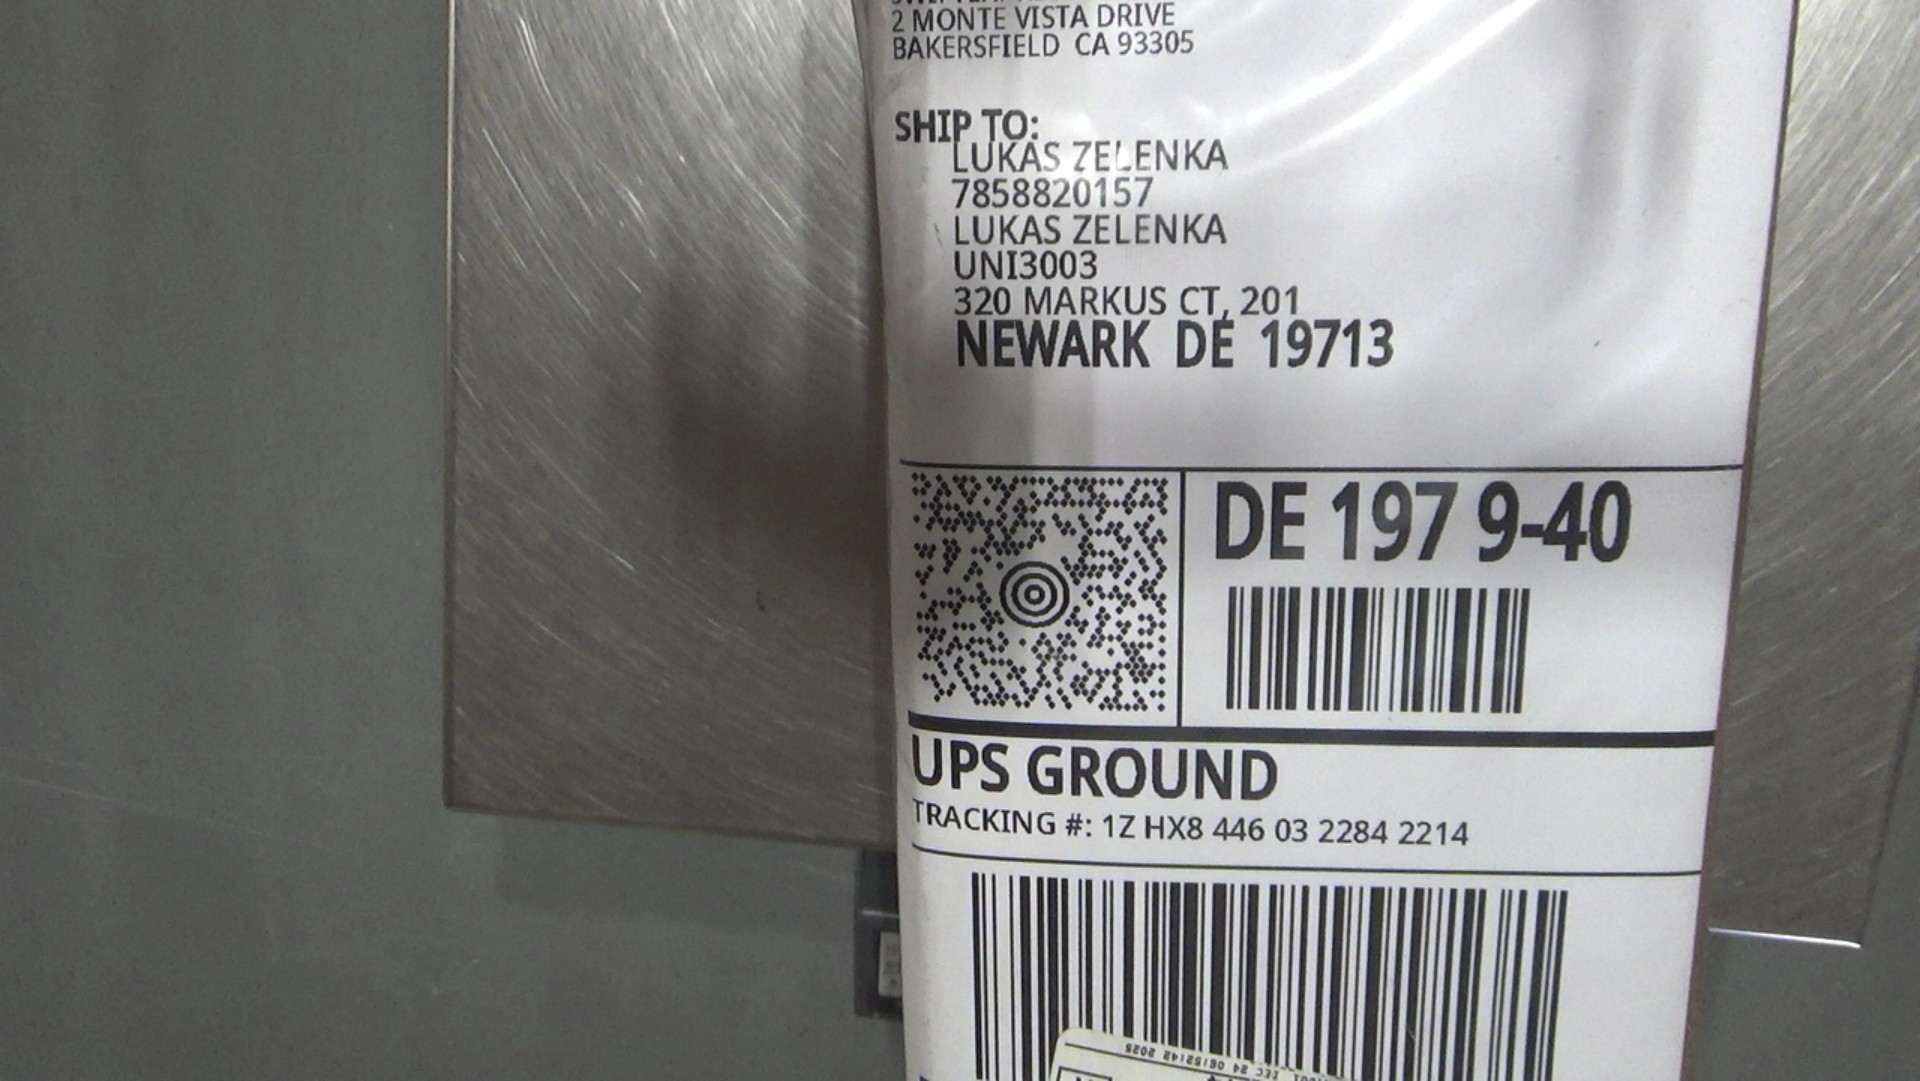 2 MONTE VISTA DRIVE
BAKERSFIELD CA 93305
SHIP TO:
LUKAS ZELENKA
7858820157
LUKAS ZELENKA
UNI3003
320 MARKUS CT, 201
NEWARK DE 19713
DE 197 9-40
UPS GROUND
TRACKING #: 1Z HX8 446 03 2284 2214